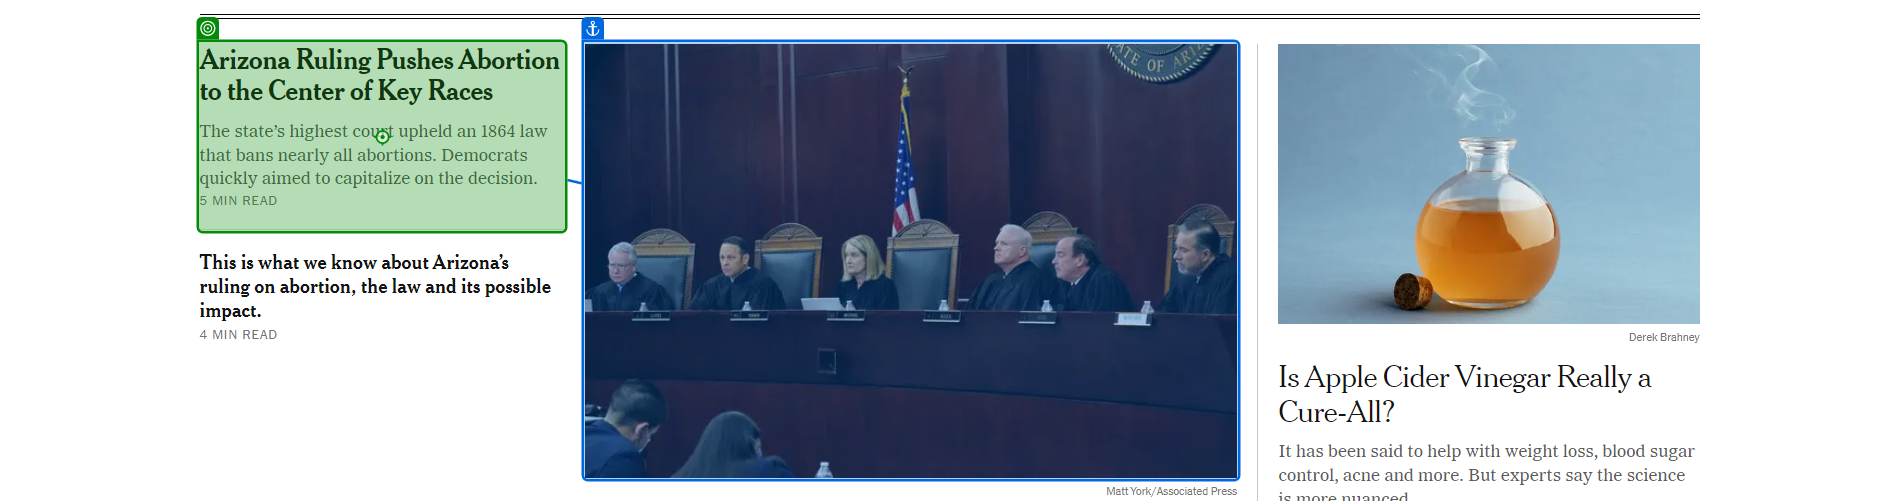 Arizona Ruling Pushes Abortion
to the Center of Key Races
The state’s highest court upheld an 1864 law
that bans nearly all abortions. Democrats
quickly aimed to capitalize on the decision.
5 MIN READ
This is what we know about Arizona’s
ruling on abortion, the law and its possible
impact.
4 MIN READ
ATE OF ARIZ
Matt York/Associated Press
Derek Brahney
Is Apple Cider Vinegar Really a
Cure-All?
It has been said to help with weight loss, blood sugar
control, acne and more. But experts say the science
is more nuanced.